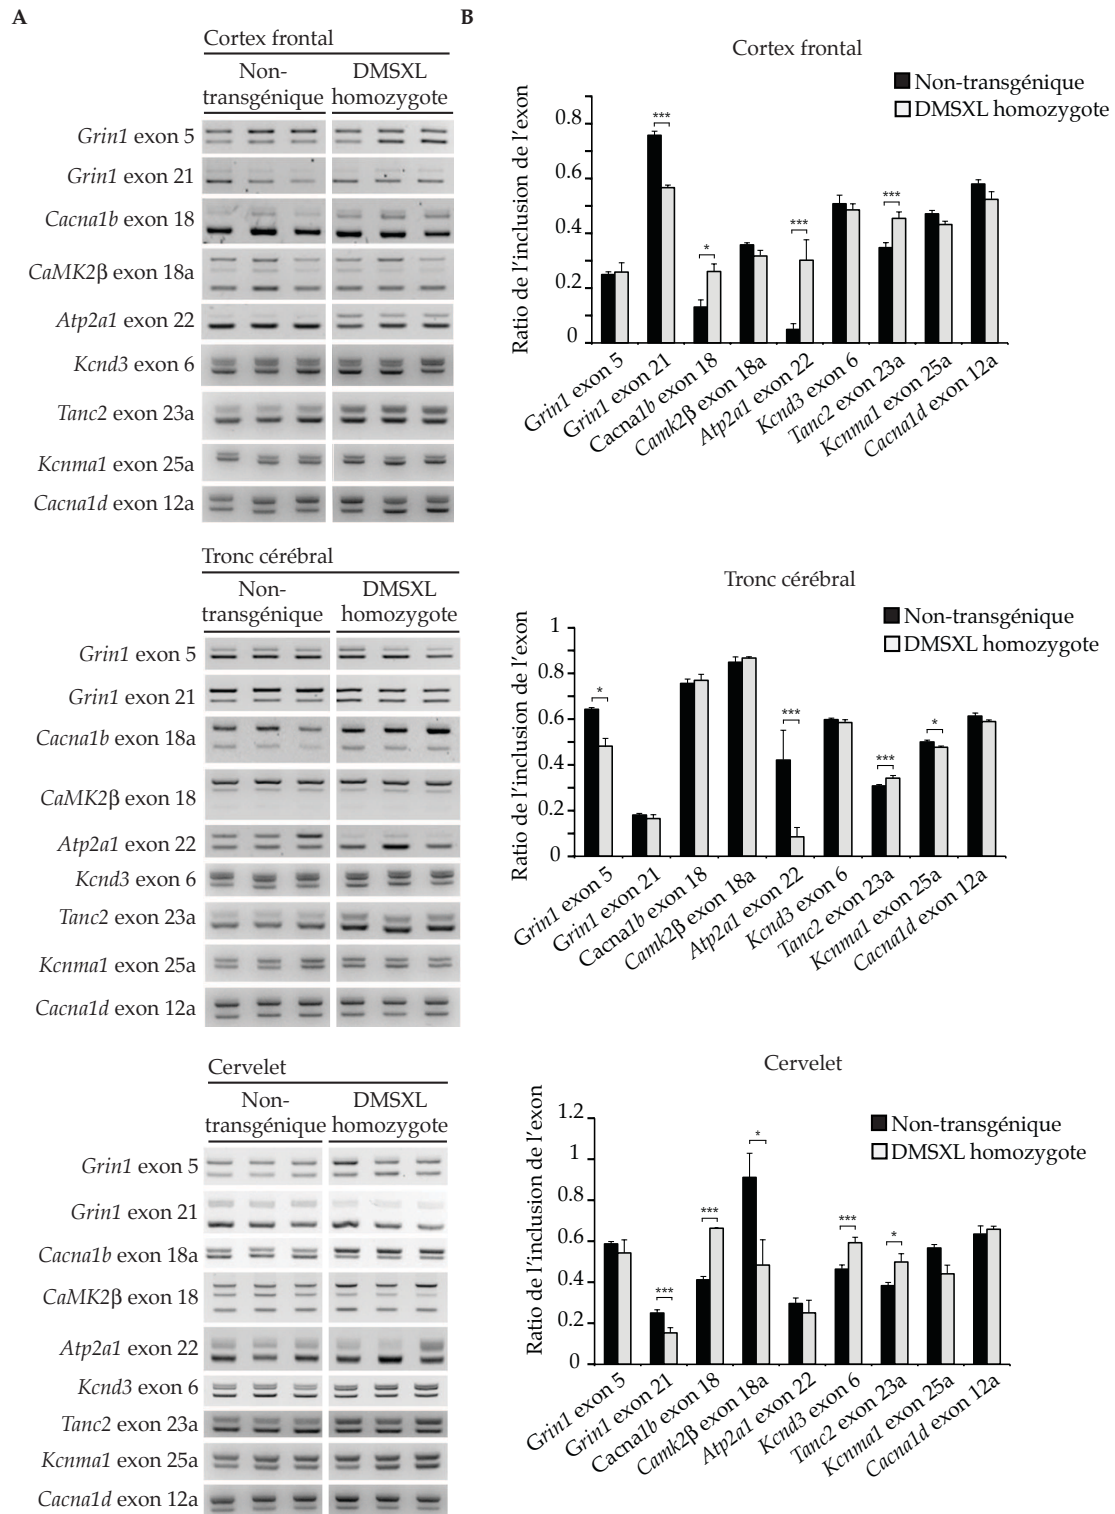 A
Cortex frontal
Non-
transgénique
DMSXL
homozygote
Grin1 exon 5
Grin1 exon 21
Cacna1b exon 18
CaMK2β exon 18a
Atp2a1 exon 22
Kcnd3 exon 6
Tanc2 exon 23a
Kcnma1 exon 25a
Cacna1d exon 12a
Tronc cérébral
Non-
transgénique
DMSXL
homozygote
Grin1 exon 5
Grin1 exon 21
Cacna1b exon 18a
CaMK2β exon 18
Atp2a1 exon 22
Kcnd3 exon 6
Tanc2 exon 23a
Kcnma1 exon 25a
Cacna1d exon 12a
Cervelet
Non-
transgénique
DMSXL
homozygote
Grin1 exon 5
Grin1 exon 21
Cacna1b exon 18a
CaMK2β exon 18
Atp2a1 exon 22
Kcnd3 exon 6
Tanc2 exon 23a
Kcnma1 exon 25a
Cacna1d exon 12a
B
Cortex frontal
Non-transgénique
DMSXL homozygote
Ratio de l'inclusion de l'exon
0.8
0.6
0.4
0.2
0
***
*
***
***
Grin1 exon 5
Grin1 exon 21
Cacna1b exon 18
Camk2β exon 18a
Atp2a1 exon 22
Kcnd3 exon 6
Tanc2 exon 23a
Kcnma1 exon 25a
Cacna1d exon 12a
Tronc cérébral
Non-transgénique
DMSXL homozygote
Ratio de l'inclusion de l'exon
1
0.8
0.6
0.4
0.2
0
*
***
***
*
Grin1 exon 5
Grin1 exon 21
Cacna1b exon 18
Camk2β exon 18a
Atp2a1 exon 22
Kcnd3 exon 6
Tanc2 exon 23a
Kcnma1 exon 25a
Cacna1d exon 12a
Cervelet
Non-transgénique
DMSXL homozygote
Ratio de l'inclusion de l'exon
1.2
1
0.8
0.6
0.4
0.2
0
***
***
*
***
*
Grin1 exon 5
Grin1 exon 21
Cacna1b exon 18
Camk2β exon 18a
Atp2a1 exon 22
Kcnd3 exon 6
Tanc2 exon 23a
Kcnma1 exon 25a
Cacna1d exon 12a